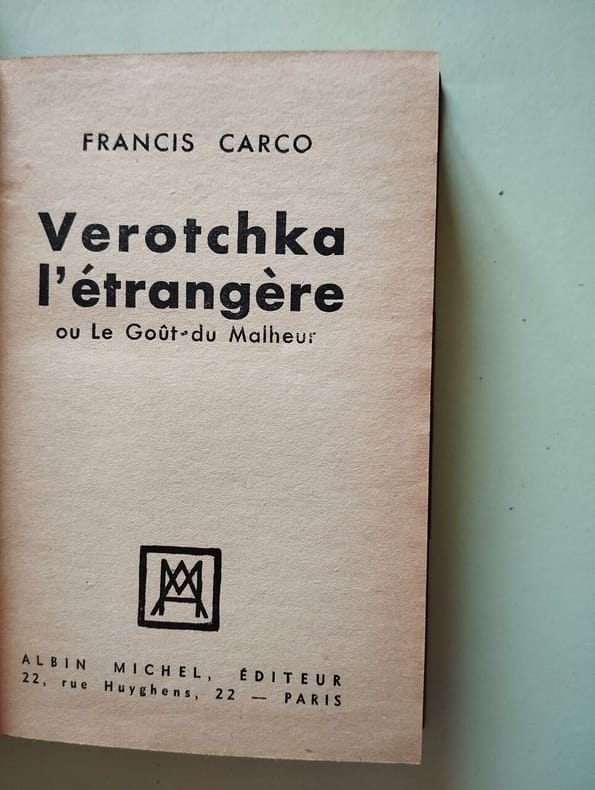 FRANCIS CARCO
Verotchka
l'étrangère
ou Le Goût du Malheur
ALBIN MICHEL, ÉDITEUR
22, rue Huyghens, 22 — PARIS